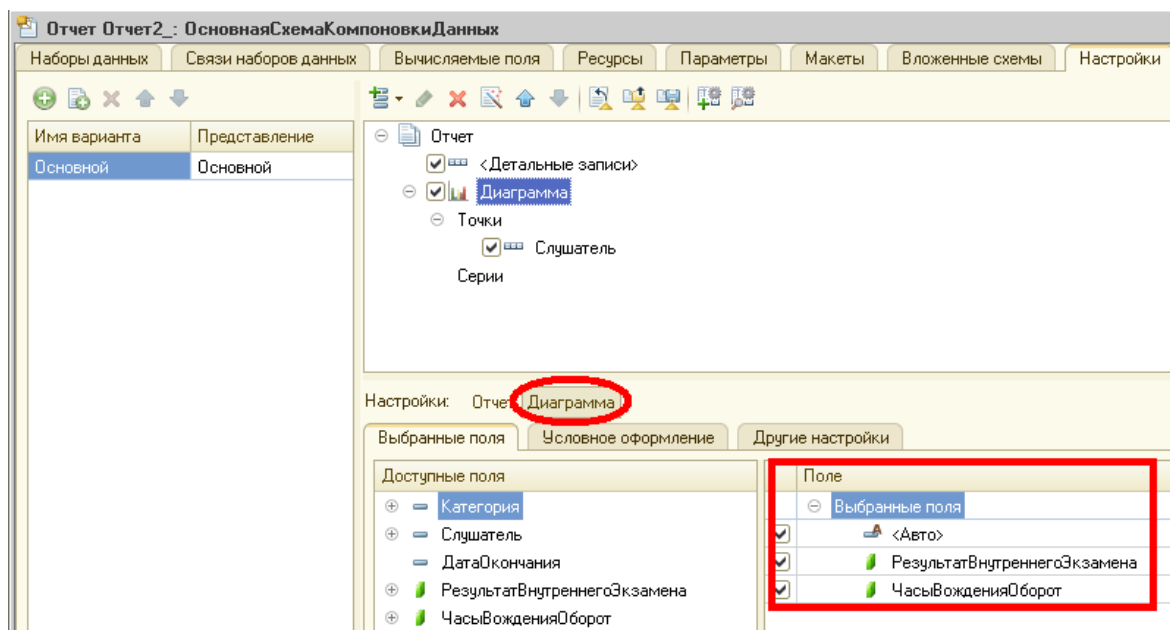 Отчет Отчет2_: ОсновнаяСхемаКомпоновкиДанных
Наборы данных Связи наборов данных Вычисляемые поля Ресурсы Параметры Макеты Вложенные схемы Настройки
Имя варианта Представление
Основной Основной
Отчет
<Детальные записи>
Диаграмма
Точки
Слушатель
Серии
Настройки: Отчет Диаграмма
Выбранные поля Условное оформление Другие настройки
Доступные поля
Категория
Слушатель
ДатаОкончания
РезультатВнутреннегоЭкзамена
ЧасыВожденияОборот
Поле
Выбранные поля
<Авто>
РезультатВнутреннегоЭкзамена
ЧасыВожденияОборот